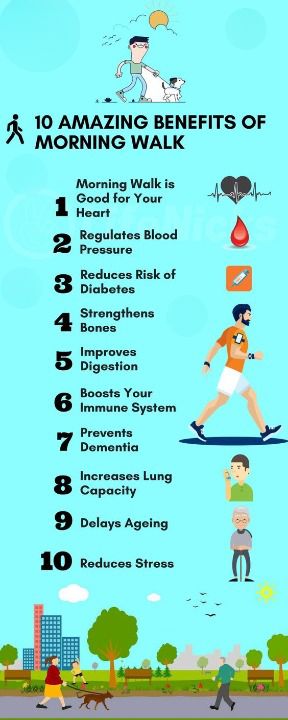 10 AMAZING BENEFITS OF
MORNING WALK
Morning Walk is
1 Good for Your
Heart
2 Regulates Blood
Pressure
3 Reduces Risk of
Diabetes
4 Strengthens
Bones
5 Improves
Digestion
6 Boosts Your
Immune System
7 Prevents
Dementia
8 Increases Lung
Capacity
9 Delays Ageing
10 Reduces Stress